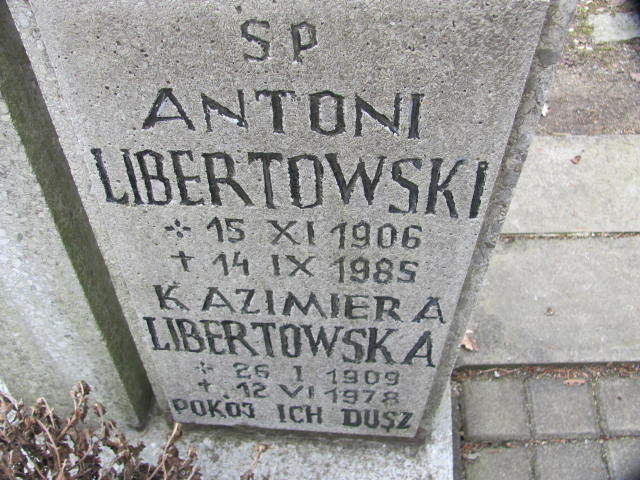 SP
ANTONI
LIBERTOWSKI
* 15 XI 1906
+ 14 IX 1985
KAZIMIERA
LIBERTOWSKA
* 26 I 1909
+ 12 VI 1978
POKÓJ ICH DUSZ